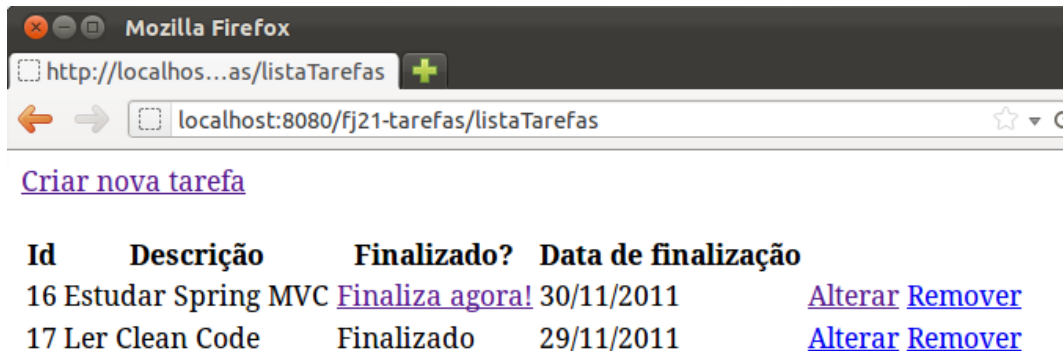 Mozilla Firefox
http://localhos...as/listaTarefas
localhost:8080/fj21-tarefas/listaTarefas
Criar nova tarefa
Id Descrição Finalizado? Data de finalização
16 Estudar Spring MVC Finaliza agora! 30/11/2011 Alterar Remover
17 Ler Clean Code Finalizado 29/11/2011 Alterar Remover